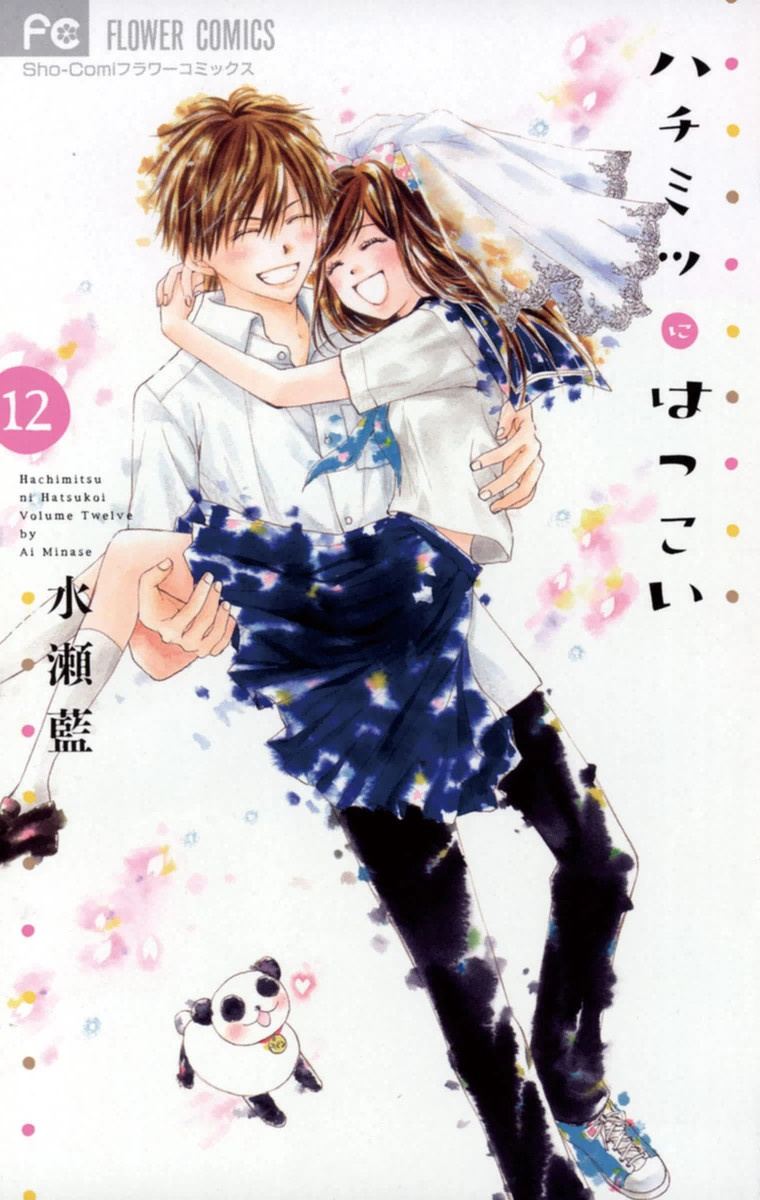 FC FLOWER COMICS
Sho-Comiフラワーコミックス
ハチミツにはつこい
12
Hachimitsu
ni Hatsukoi
Volume Twelve
by
Ai Minase
水瀬藍